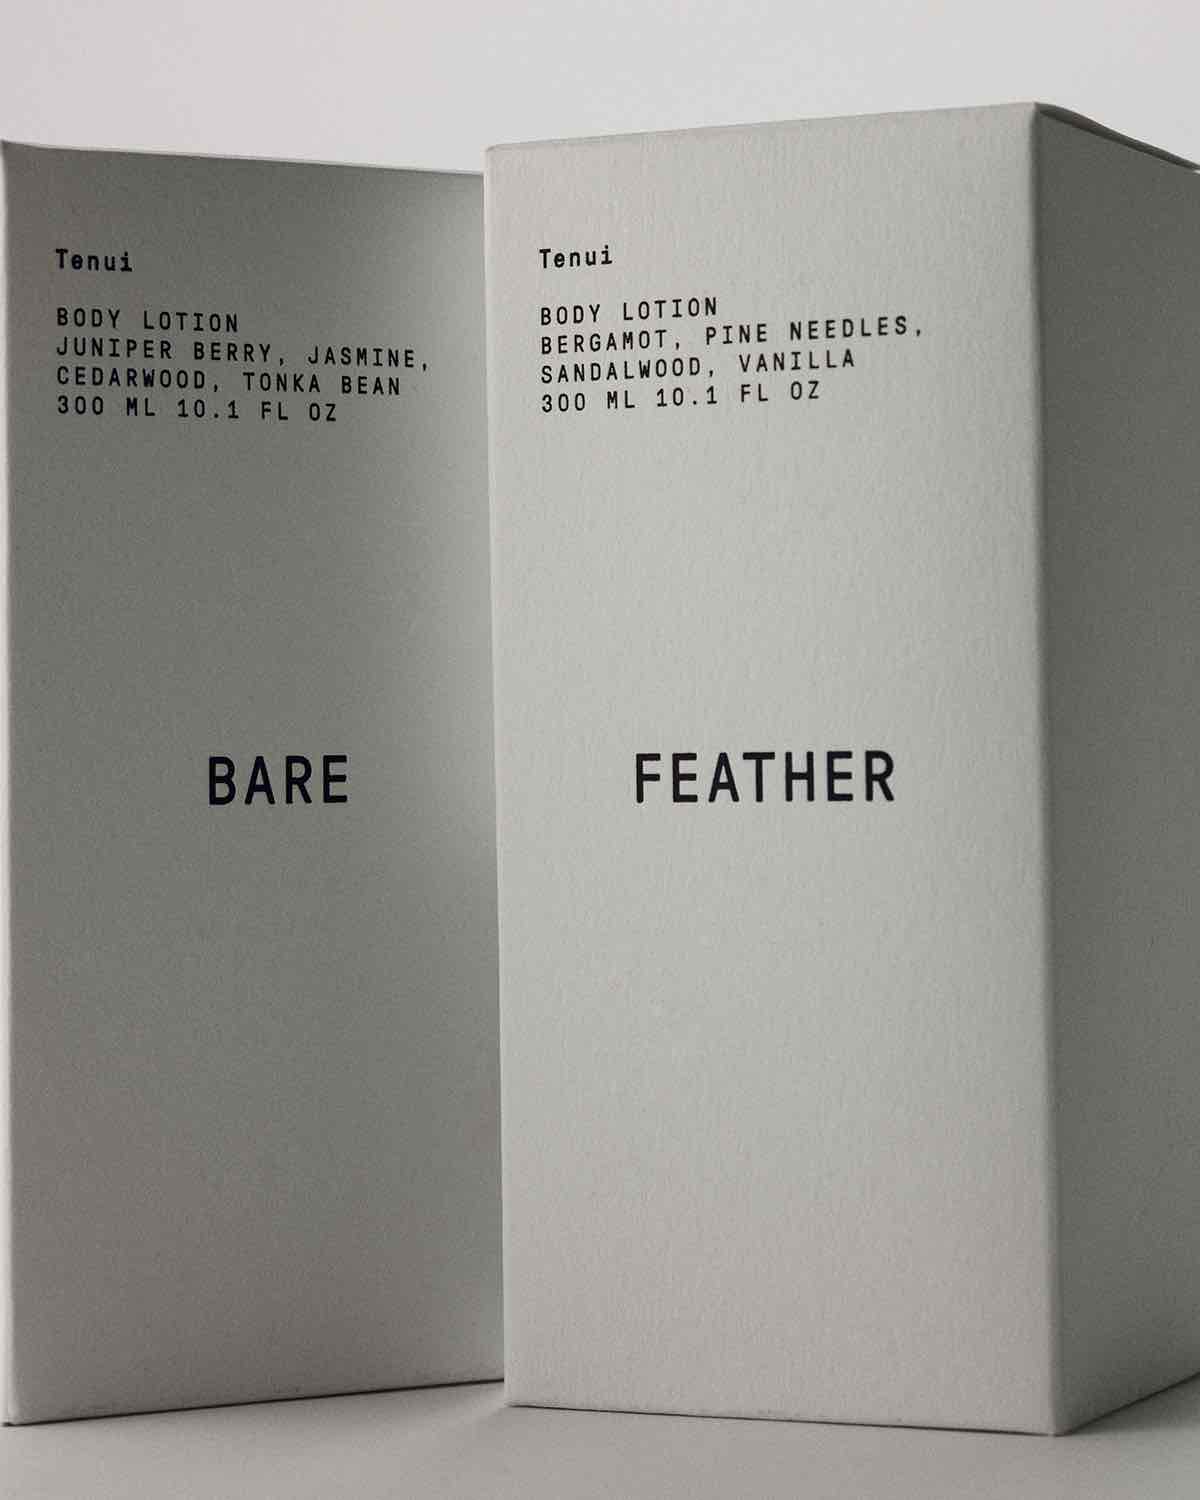 Tenui
BODY LOTION
JUNIPER BERRY, JASMINE,
CEDARWOOD, TONKA BEAN
300 ML 10.1 FL OZ
BARE
Tenui
BODY LOTION
BERGAMOT, PINE NEEDLES,
SANDALWOOD, VANILLA
300 ML 10.1 FL OZ
FEATHER